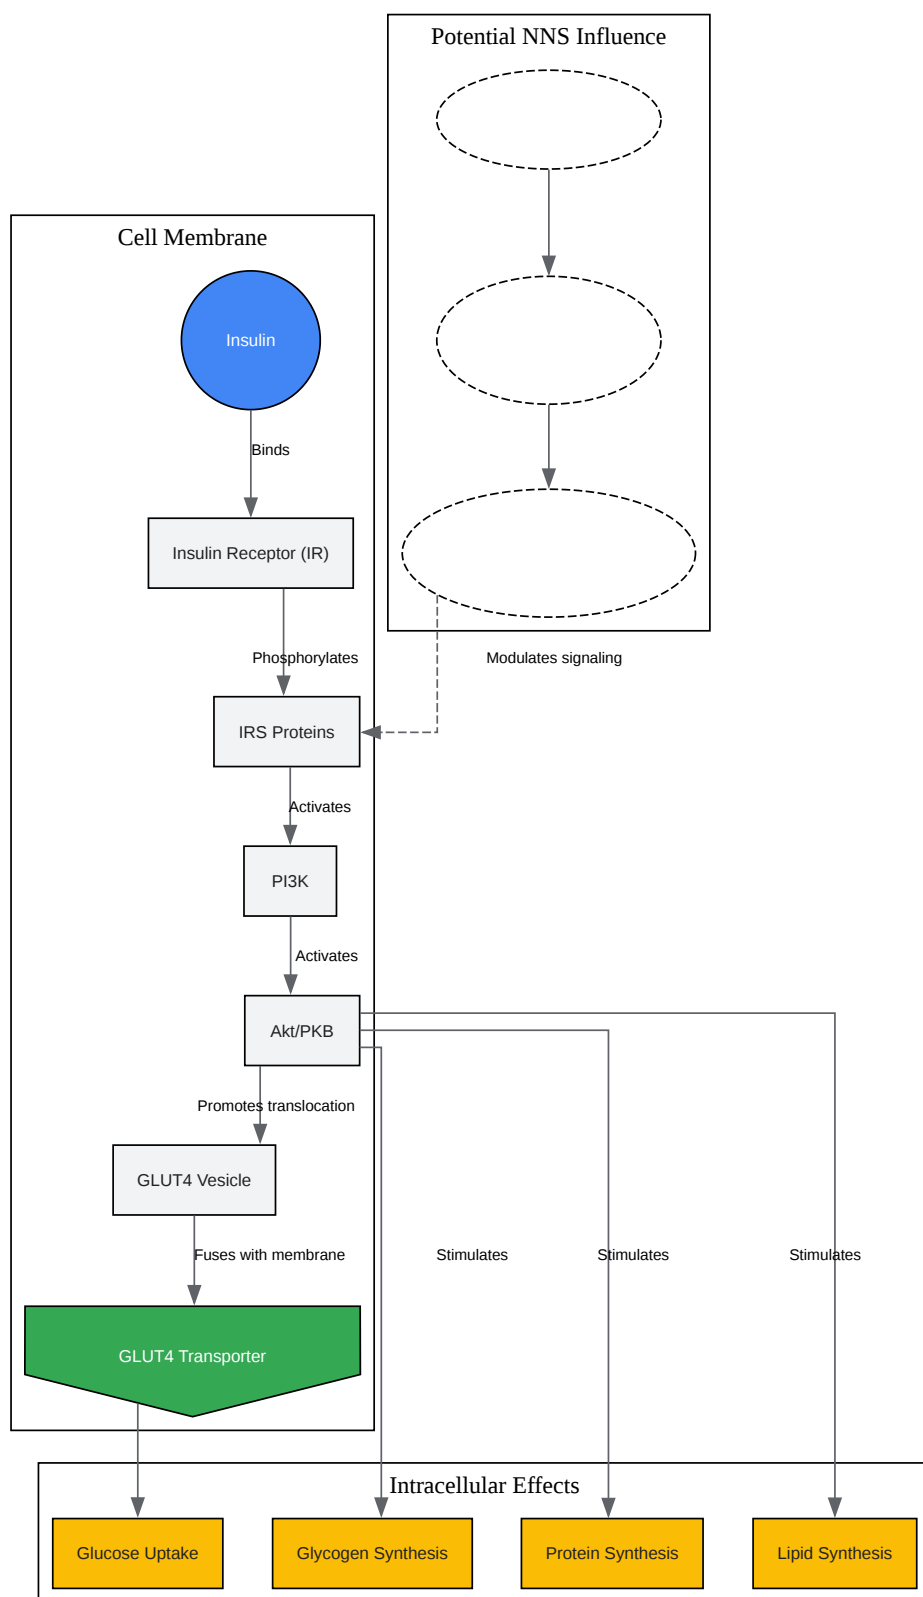 Potential NNS Influence
Cell Membrane
Insulin
Binds
Insulin Receptor (IR)
Phosphorylates
Modulates signaling
IRS Proteins
Activates
PI3K
Activates
Akt/PKB
Promotes translocation
GLUT4 Vesicle
Fuses with membrane
Stimulates
Stimulates
Stimulates
GLUT4 Transporter
Intracellular Effects
Glucose Uptake
Glycogen Synthesis
Protein Synthesis
Lipid Synthesis